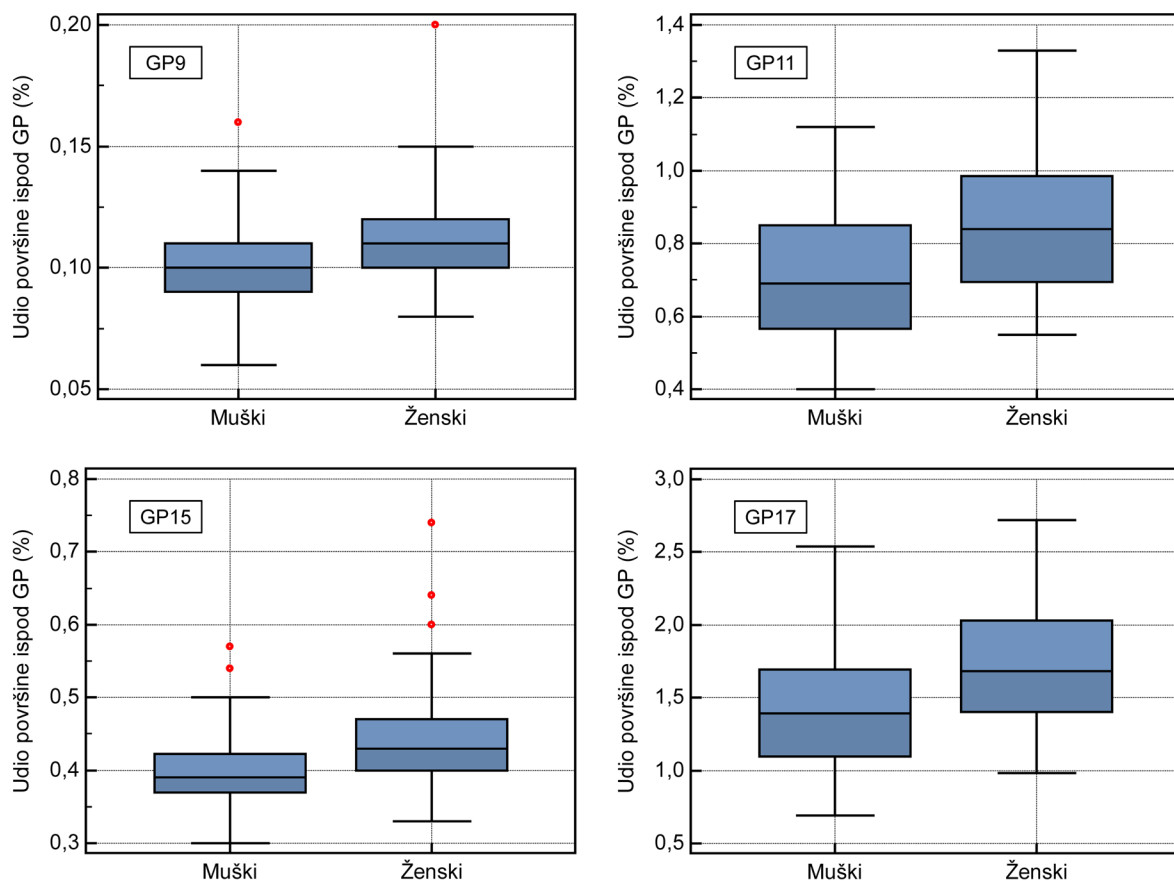 Udio površine ispod GP (%)
0,20
0,15
0,10
0,05
GP9
Muški
Ženski
Udio površine ispod GP (%)
1,4
1,2
1,0
0,8
0,6
0,4
GP11
Muški
Ženski
Udio površine ispod GP (%)
0,8
0,7
0,6
0,5
0,4
0,3
GP15
Muški
Ženski
Udio površine ispod GP (%)
3,0
2,5
2,0
1,5
1,0
0,5
GP17
Muški
Ženski